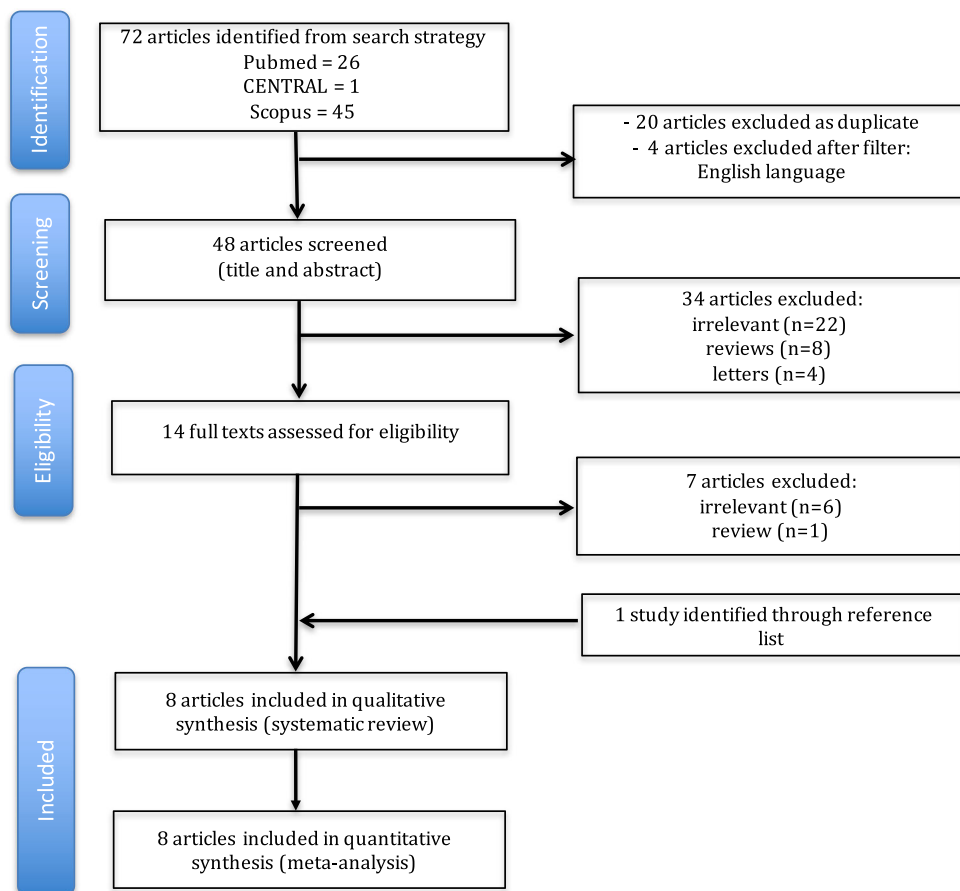 Identification
72 articles identified from search strategy
Pubmed = 26
CENTRAL = 1
Scopus = 45
- 20 articles excluded as duplicate
- 4 articles excluded after filter:
English language
Screening
48 articles screened
(title and abstract)
34 articles excluded:
irrelevant (n=22)
reviews (n=8)
letters (n=4)
Eligibility
14 full texts assessed for eligibility
7 articles excluded:
irrelevant (n=6)
review (n=1)
1 study identified through reference
list
Included
8 articles included in qualitative
synthesis (systematic review)
8 articles included in quantitative
synthesis (meta-analysis)